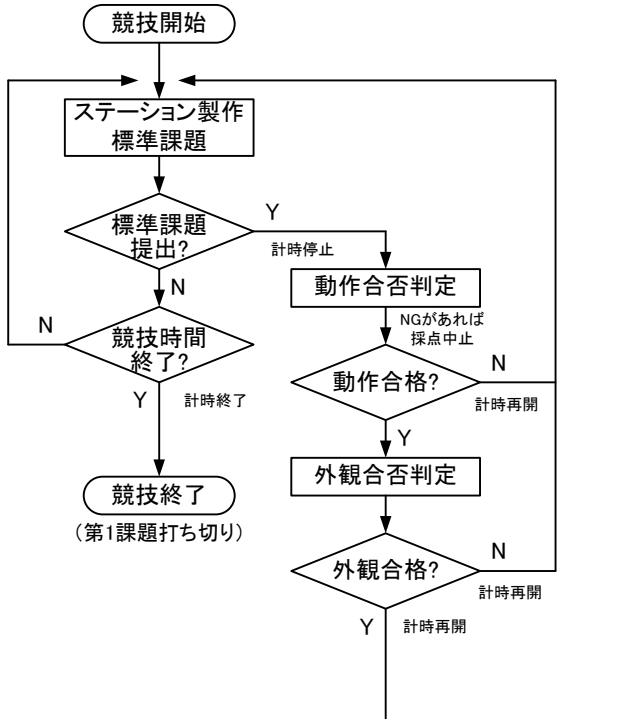 競技開始
ステーション製作
標準課題
標準課題
提出?
Y
計時停止
N
動作合否判定
NGがあれば
採点中止
N
競技時間
終了?
動作合格?
N
計時再開
Y
計時終了
Y
外観合否判定
競技終了
(第1課題打ち切り)
外観合格?
N
計時再開
Y
計時再開